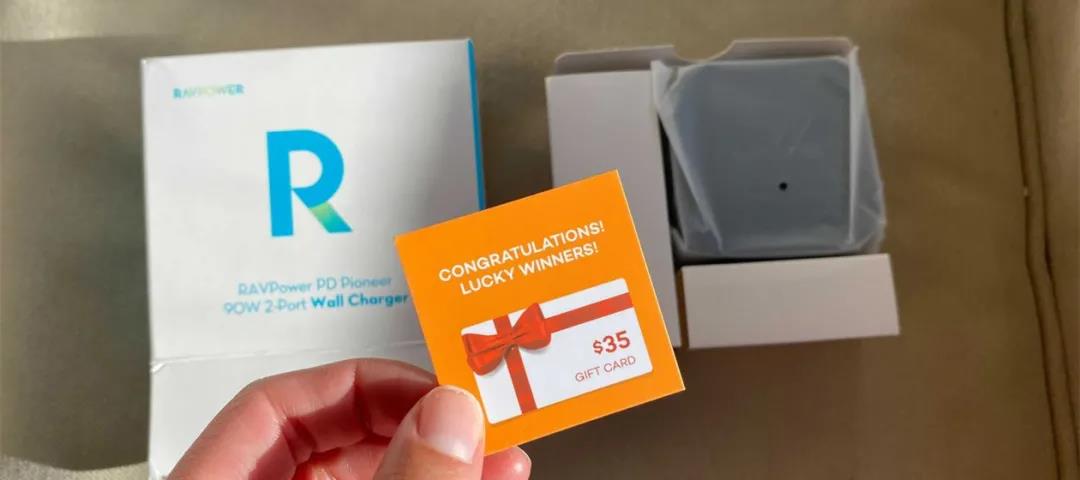 RAVPOWER
R
RAVPower PD Pioneer
90W 2-Port Wall Charger
CONGRATULATIONS!
LUCKY WINNERS!
$35
GIFT CARD